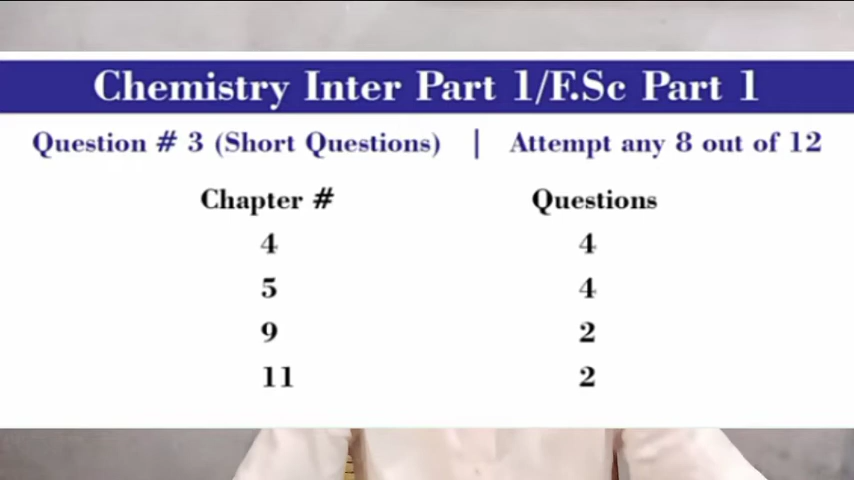 Chemistry Inter Part 1/F.Sc Part 1
Question # 3 (Short Questions) | Attempt any 8 out of 12
Chapter # Questions
4 4
5 4
9 2
11 2